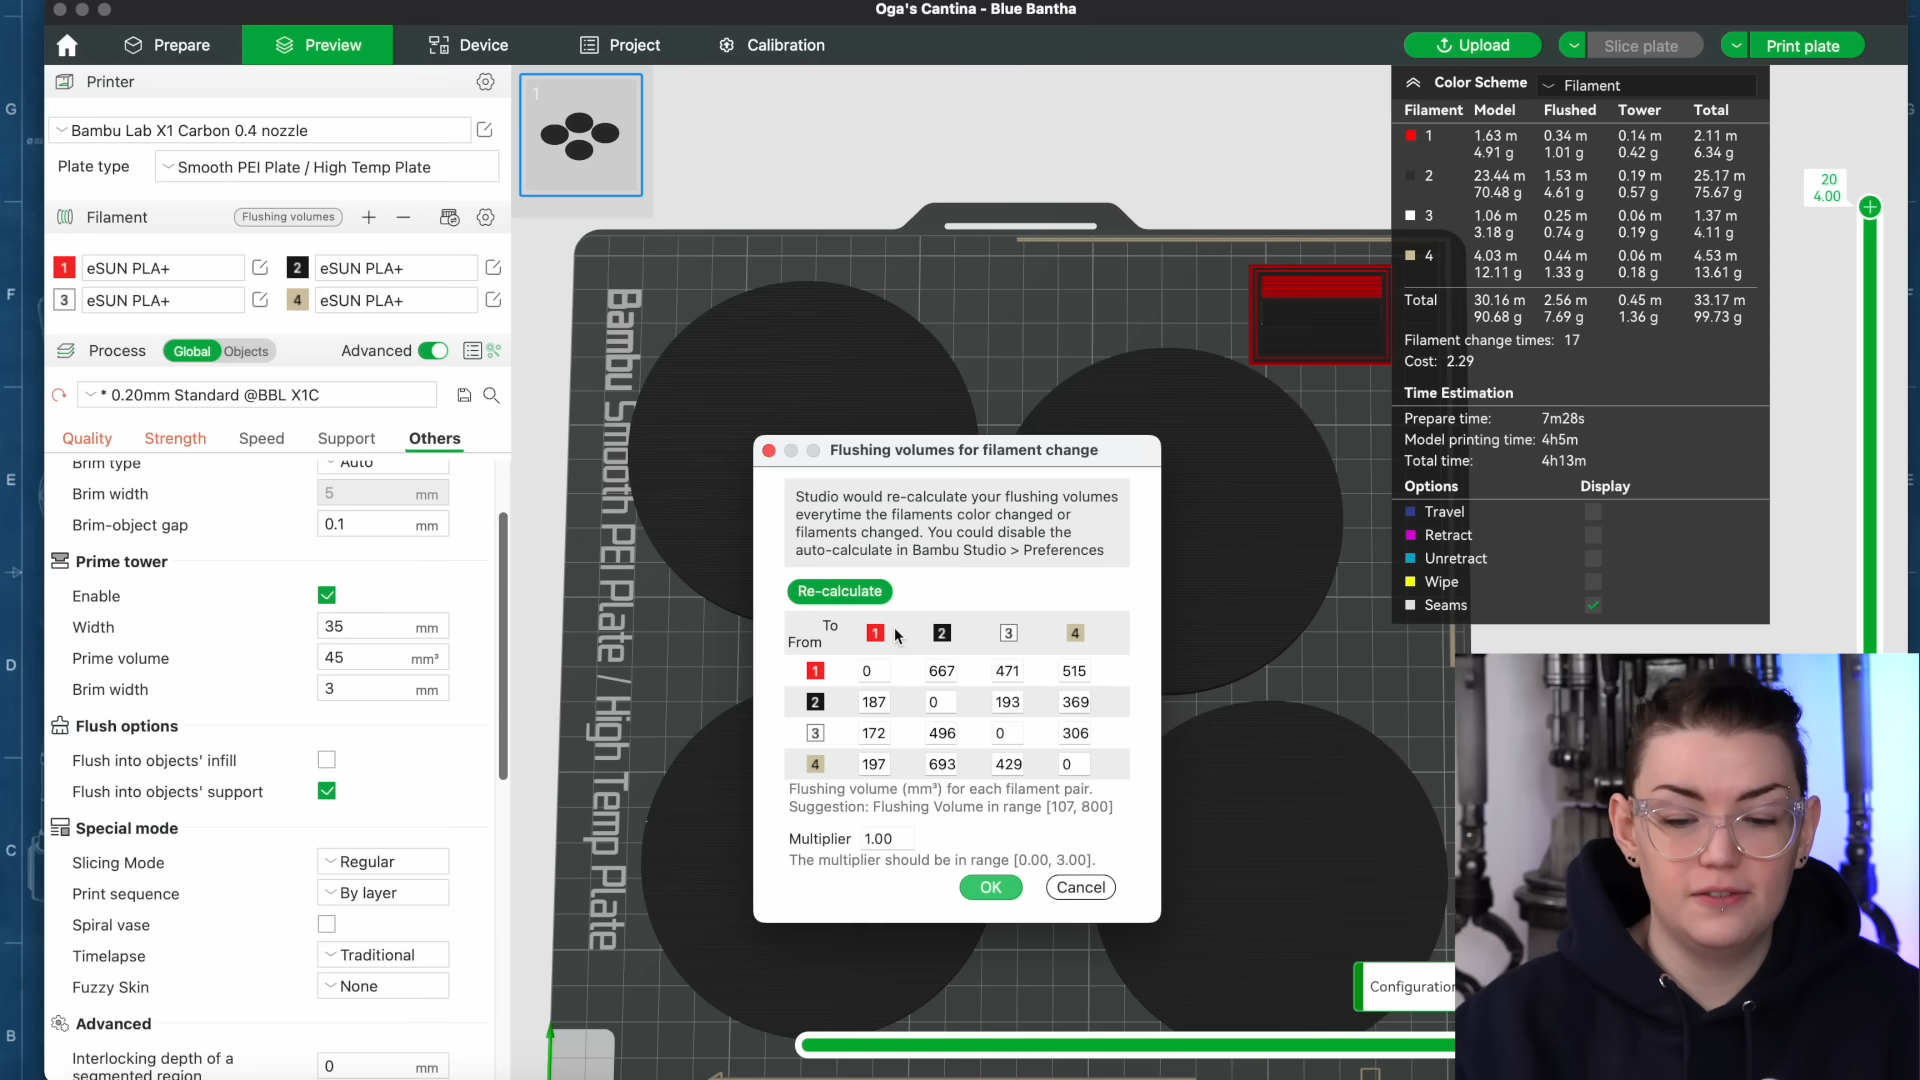 Oga's Cantina - Blue Bantha
Prepare
Preview
Device
Project
Calibration
Upload
Slice plate
Print plate
Printer
Bambu Lab X1 Carbon 0.4 nozzle
Plate type
Smooth PEI Plate / High Temp Plate
Filament
Flushing volumes
1 eSUN PLA+
2 eSUN PLA+
3 eSUN PLA+
4 eSUN PLA+
Process
Global Objects
Advanced
* 0.20mm Standard @BBL X1C
Quality Strength Speed Support Others
Brim type Auto
Brim width 5 mm
Brim-object gap 0.1 mm
Prime tower
Enable
Width 35 mm
Prime volume 45 mm³
Brim width 3 mm
Flush options
Flush into objects' infill
Flush into objects' support
Special mode
Slicing Mode Regular
Print sequence By layer
Spiral vase
Timelapse Traditional
Fuzzy Skin None
Advanced
Interlocking depth of a
segmented region
0 mm
1
Bambu Smooth PEI Plate / High Temp Plate
Flushing volumes for filament change
Studio would re-calculate your flushing volumes
everytime the filaments color changed or
filaments changed. You could disable the
auto-calculate in Bambu Studio > Preferences
Re-calculate
To
From
1 2 3 4
1 0 667 471 515
2 187 0 193 369
3 172 496 0 306
4 197 693 429 0
Flushing volume (mm³) for each filament pair.
Suggestion: Flushing Volume in range [107, 800]
Multiplier 1.00
The multiplier should be in range [0.00, 3.00].
OK Cancel
Color Scheme Filament
Filament Model Flushed Tower Total
1 1.63 m 0.34 m 0.14 m 2.11 m
4.91 g 1.01 g 0.42 g 6.34 g
2 23.44 m 1.53 m 0.19 m 25.17 m
70.48 g 4.61 g 0.57 g 75.67 g
3 1.06 m 0.25 m 0.06 m 1.37 m
3.18 g 0.74 g 0.19 g 4.11 g
4 4.03 m 0.44 m 0.06 m 4.53 m
12.11 g 1.33 g 0.18 g 13.61 g
Total 30.16 m 2.56 m 0.45 m 33.17 m
90.68 g 7.69 g 1.36 g 99.73 g
Filament change times: 17
Cost: 2.29
Time Estimation
Prepare time: 7m28s
Model printing time: 4h5m
Total time: 4h13m
Options Display
Travel
Retract
Unretract
Wipe
Seams
20
4.00
Configuration
G
F
E
D
C
B